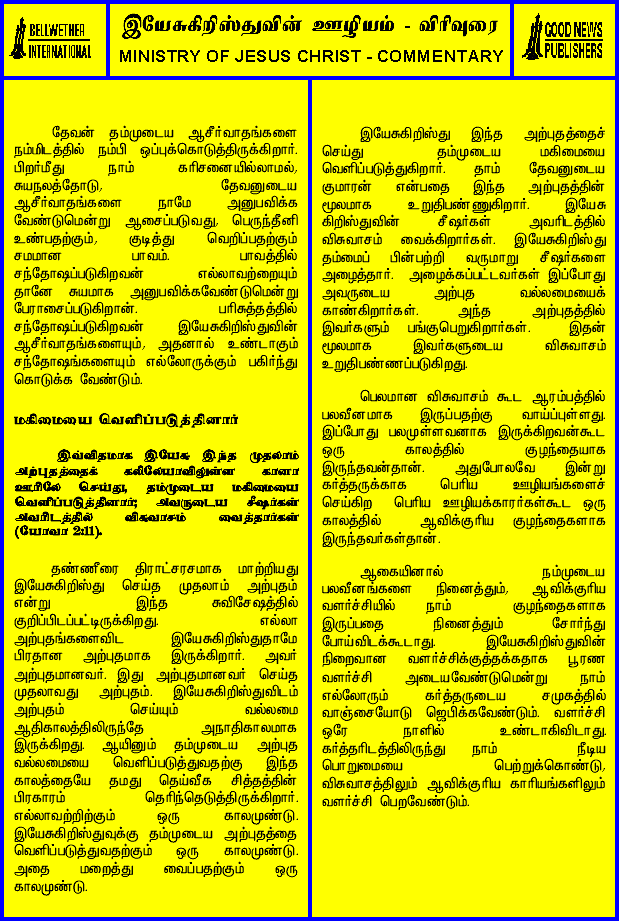 BELLWETHER
INTERNATIONAL
இயேசுகிறிஸ்துவின் ஊழியம் - விரிவுரை
MINISTRY OF JESUS CHRIST - COMMENTARY
GOOD NEWS
PUBLISHERS
தேவன் தம்முடைய ஆசீர்வாதங்களை
நம்மிடத்தில் நம்பி ஒப்புக்கொடுத்திருக்கிறார்.
பிறர்மீது நாம் கரிசனையில்லாமல்,
சுயநலத்தோடு, தேவனுடைய
ஆசீர்வாதங்களை நாமே அனுபவிக்க
வேண்டுமென்று ஆசைப்படுவது, பெருந்தீனி
உண்பதற்கும், குடித்து வெறிப்பதற்கும்
சமமான பாவம். பாவத்தில்
சந்தோஷப்படுகிறவன் எல்லாவற்றையும்
தானே சுயமாக அனுபவிக்கவேண்டுமென்று
பேராசைப்படுகிறான். பரிசுத்தத்தில்
சந்தோஷப்படுகிறவன் இயேசுகிறிஸ்துவின்
ஆசீர்வாதங்களையும், அதனால் உண்டாகும்
சந்தோஷங்களையும் எல்லோருக்கும் பகிர்ந்து
கொடுக்க வேண்டும்.
மகிமையை வெளிப்படுத்தினார்
இவ்விதமாக இயேசு இந்த முதலாம்
அற்புதத்தைக் கலிலேயாவிலுள்ள கானா
ஊரிலே செய்து, தம்முடைய மகிமையை
வெளிப்படுத்தினார்; அவருடைய சீஷர்கள்
அவரிடத்தில் விசுவாசம் வைத்தார்கள்
(யோவா 2:11).
தண்ணீரை திராட்சரசமாக மாற்றியது
இயேசுகிறிஸ்து செய்த முதலாம் அற்புதம்
என்று இந்த சுவிசேஷத்தில்
குறிப்பிடப்பட்டிருக்கிறது. எல்லா
அற்புதங்களைவிட இயேசுகிறிஸ்துதாமே
பிரதான அற்புதமாக இருக்கிறார். அவர்
அற்புதமானவர். இது அற்புதமானவர் செய்த
முதலாவது அற்புதம். இயேசுகிறிஸ்துவிடம்
அற்புதம் செய்யும் வல்லமை
ஆதிகாலத்திலிருந்தே அநாதிகாலமாக
இருக்கிறது. ஆயினும் தம்முடைய அற்புத
வல்லமையை வெளிப்படுத்துவதற்கு இந்த
காலத்தையே தமது தெய்வீக சித்தத்தின்
பிரகாரம் தெரிந்தெடுத்திருக்கிறார்.
எல்லாவற்றிற்கும் ஒரு காலமுண்டு.
இயேசுகிறிஸ்துவுக்கு தம்முடைய அற்புதத்தை
வெளிப்படுத்துவதற்கும் ஒரு காலமுண்டு.
அதை மறைத்து வைப்பதற்கும் ஒரு
காலமுண்டு.
இயேசுகிறிஸ்து இந்த அற்புதத்தைச்
செய்து தம்முடைய மகிமையை
வெளிப்படுத்துகிறார். தாம் தேவனுடைய
குமாரன் என்பதை இந்த அற்புதத்தின்
மூலமாக உறுதிபண்ணுகிறார். இயேசு
கிறிஸ்துவின் சீஷர்கள் அவரிடத்தில்
விசுவாசம் வைக்கிறார்கள். இயேசுகிறிஸ்து
தம்மைப் பின்பற்றி வருமாறு சீஷர்களை
அழைத்தார். அழைக்கப்பட்டவர்கள் இப்போது
அவருடைய அற்புத வல்லமையைக்
காண்கிறார்கள். அந்த அற்புதத்தில்
இவர்களும் பங்குபெறுகிறார்கள். இதன்
மூலமாக இவர்களுடைய விசுவாசம்
உறுதிபண்ணப்படுகிறது.
பெலமான விசுவாசம் கூட ஆரம்பத்தில்
பலவீனமாக இருப்பதற்கு வாய்ப்புள்ளது.
இப்போது பலமுள்ளவனாக இருக்கிறவன்கூட
ஒரு காலத்தில் குழந்தையாக
இருந்தவன்தான். அதுபோலவே இன்று
கர்த்தருக்காக பெரிய ஊழியங்களைச்
செய்கிற பெரிய ஊழியக்காரர்கள்கூட ஒரு
காலத்தில் ஆவிக்குரிய குழந்தைகளாக
இருந்தவர்கள்தான்.
ஆகையினால் நம்முடைய
பலவீனங்களை நினைத்தும், ஆவிக்குரிய
வளர்ச்சியில் நாம் குழந்தைகளாக
இருப்பதை நினைத்தும் சோர்ந்து
போய்விடக்கூடாது. இயேசுகிறிஸ்துவின்
நிறைவான வளர்ச்சிக்குத்தக்கதாக பூரண
வளர்ச்சி அடையவேண்டுமென்று நாம்
எல்லோரும் கர்த்தருடைய சமுகத்தில்
வாஞ்சையோடு ஜெபிக்கவேண்டும். வளர்ச்சி
ஒரே நாளில் உண்டாகிவிடாது.
கர்த்தரிடத்திலிருந்து நாம் நீடிய
பொறுமையை பெற்றுக்கொண்டு,
விசுவாசத்திலும் ஆவிக்குரிய காரியங்களிலும்
வளர்ச்சி பெறவேண்டும்.